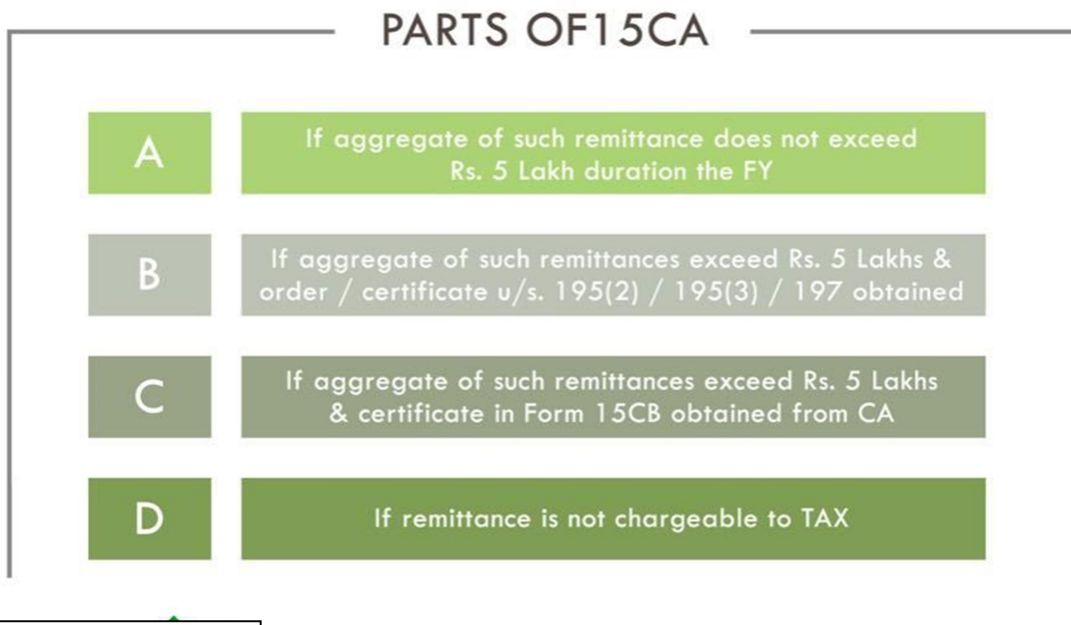 PARTS OF15CA
A
If aggregate of such remittance does not exceed
Rs. 5 Lakh duration the FY
B
If aggregate of such remittances exceed Rs. 5 Lakhs &
order / certificate u/s. 195(2) / 195(3) / 197 obtained
C
If aggregate of such remittances exceed Rs. 5 Lakhs
& certificate in Form 15CB obtained from CA
D
If remittance is not chargeable to TAX